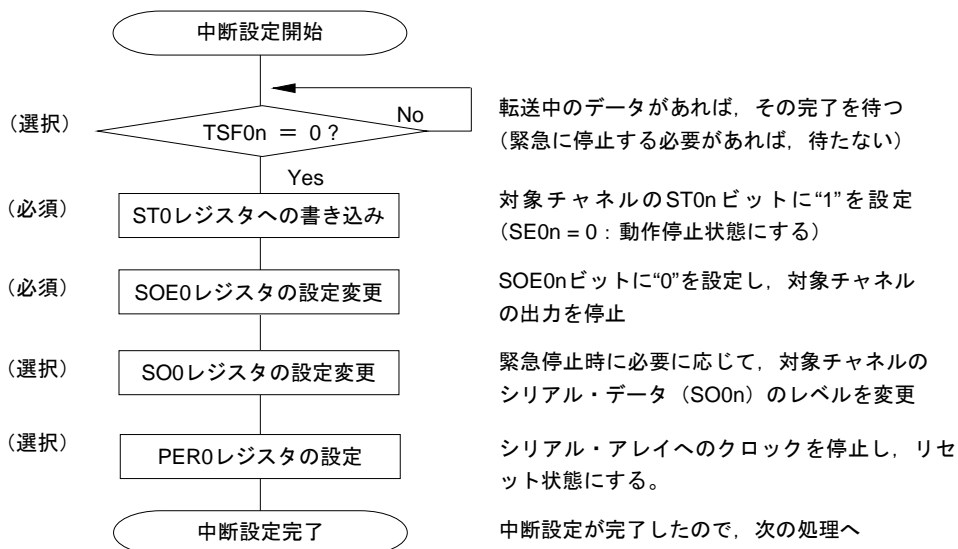 中断設定開始
（選択）
TSF0n ＝ 0 ?
No
転送中のデータがあれば，その完了を待つ
（緊急に停止する必要があれば，待たない）
Yes
（必須）
ST0レジスタへの書き込み
対象チャネルのST0nビットに“1”を設定
（SE0n = 0：動作停止状態にする）
（必須）
SOE0レジスタの設定変更
SOE0nビットに“0”を設定し，対象チャネル
の出力を停止
（選択）
SO0レジスタの設定変更
緊急停止時に必要に応じて，対象チャネルの
シリアル・データ（SO0n）のレベルを変更
（選択）
PER0レジスタの設定
シリアル・アレイへのクロックを停止し，リセ
ット状態にする。
中断設定完了
中断設定が完了したので，次の処理へ